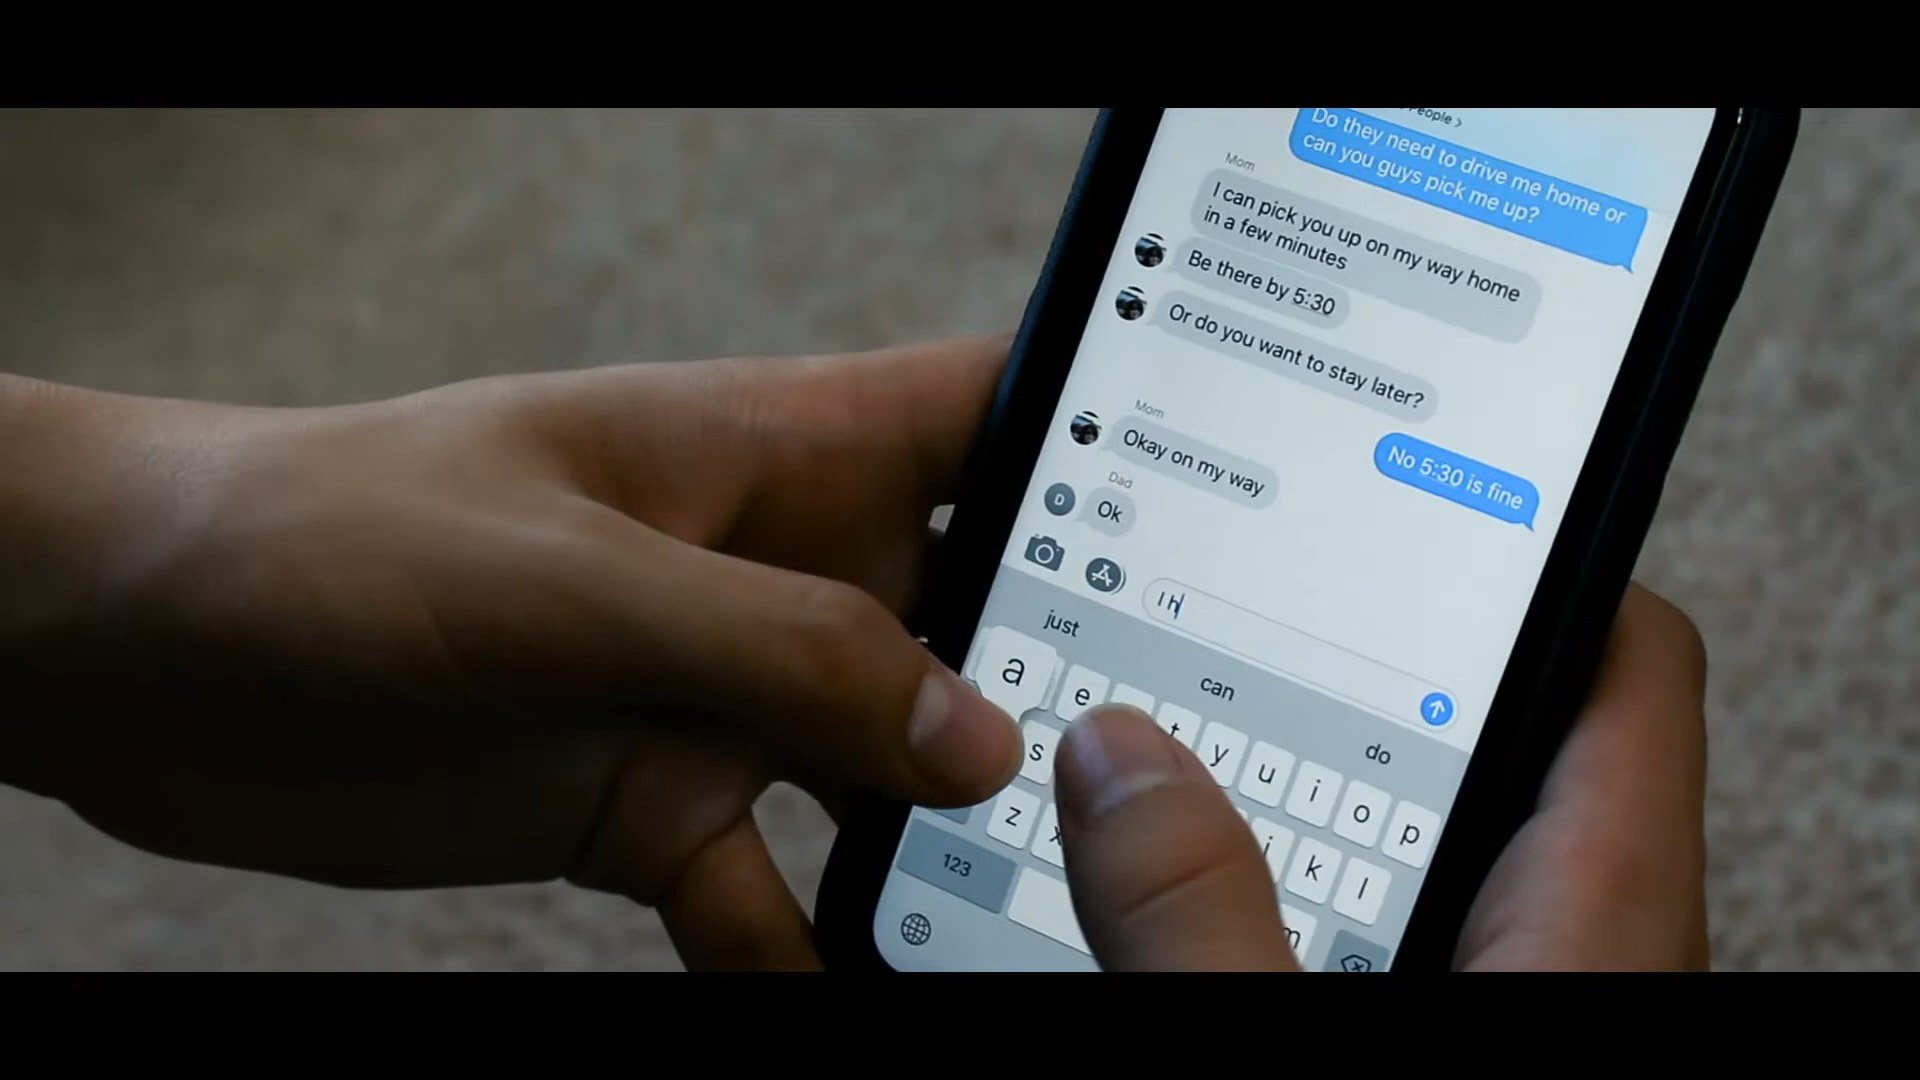 People >
Do they need to drive me home or
can you guys pick me up?
Mom
I can pick you up on my way home
in a few minutes
Be there by 5:30
Or do you want to stay later?
No 5:30 is fine
Mom
Okay on my way
Dad
D
Ok
I h
just
can
do
a
e
t
y
u
i
o
p
s
j
k
l
z
x
m
123